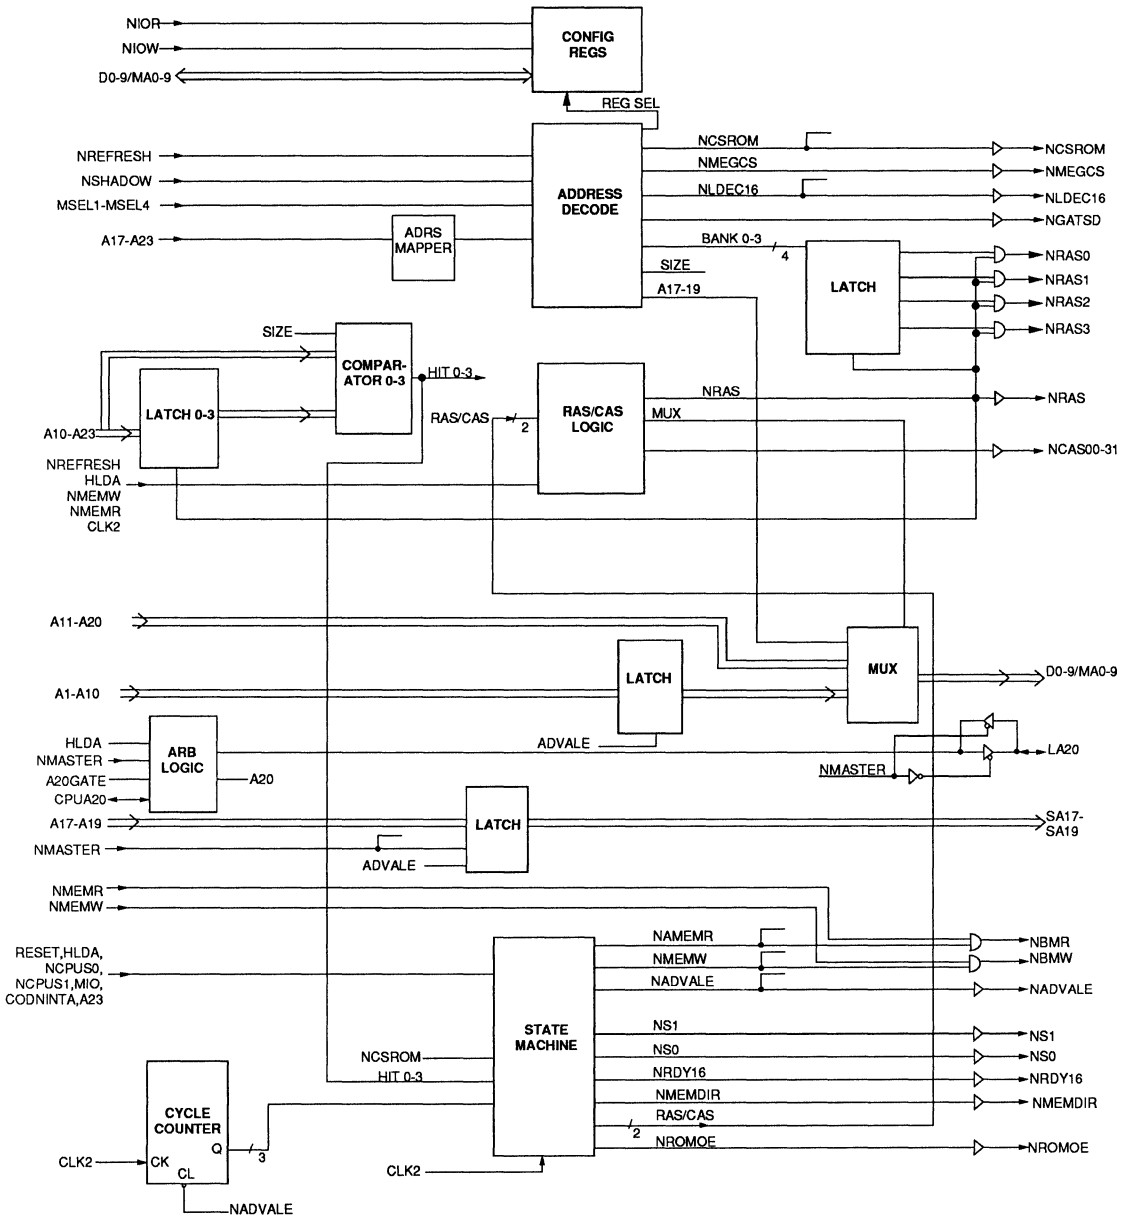 NIOR
NIOW
D0-9/MA0-9
CONFIG
REGS
REG SEL
NREFRESH
NSHADOW
MSEL1-MSEL4
A17-A23
ADRS
MAPPER
ADDRESS
DECODE
NCSROM
NCSROM
NMEGCS
NMEGCS
NLDEC16
NLDEC16
NGATSD
BANK 0-3
4
SIZE
A17-19
LATCH
NRAS0
NRAS1
NRAS2
NRAS3
SIZE
COMPAR-
ATOR 0-3
HIT 0-3
LATCH 0-3
A10-A23
RAS/CAS
2
RAS/CAS
LOGIC
NRAS
NRAS
MUX
NCAS00-31
NREFRESH
HLDA
NMEMW
NMEMR
CLK2
A11-A20
A1-A10
LATCH
ADVALE
MUX
D0-9/MA0-9
HLDA
NMASTER
A20GATE
CPUA20
ARB
LOGIC
A20
NMASTER
LA20
A17-A19
NMASTER
ADVALE
LATCH
SA17-
SA19
NMEMR
NMEMW
RESET,HLDA,
NCPUS0,
NCPUS1,MIO,
CODNINTA,A23
NCSROM
HIT 0-3
STATE
MACHINE
NAMEMR
NBMR
NMEMW
NBMW
NADVALE
NADVALE
NS1
NS1
NS0
NS0
NRDY16
NRDY16
NMEMDIR
NMEMDIR
RAS/CAS
2
NROMOE
NROMOE
CLK2
CYCLE
COUNTER
Q
3
CLK2
CK
CL
NADVALE